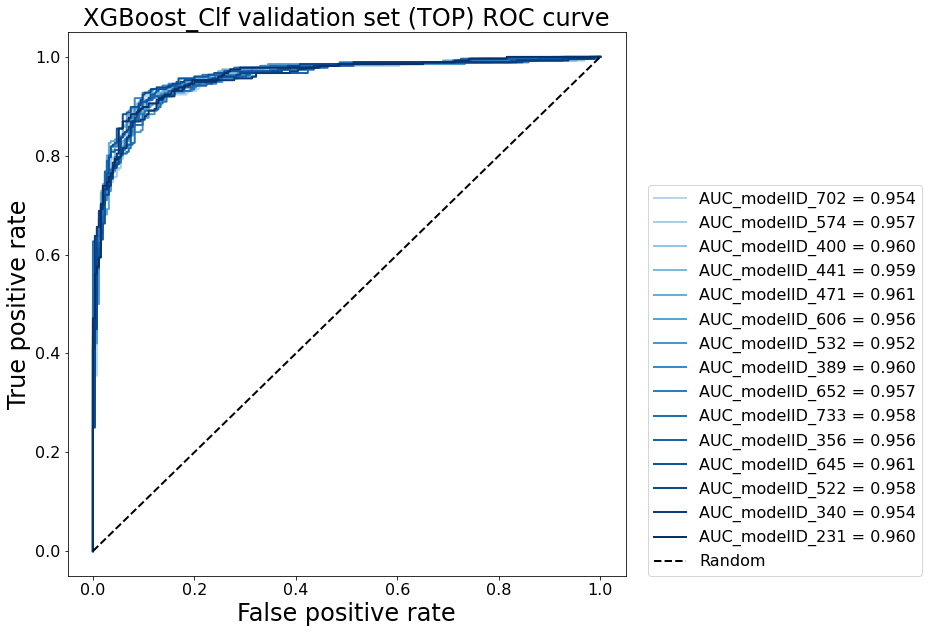 XGBoost_Clf validation set (TOP) ROC curve
True positive rate
1.0
0.8
0.6
0.4
0.2
0.0
0.0 0.2 0.4 0.6 0.8 1.0
False positive rate
AUC_modelID_702 = 0.954
AUC_modelID_574 = 0.957
AUC_modelID_400 = 0.960
AUC_modelID_441 = 0.959
AUC_modelID_471 = 0.961
AUC_modelID_606 = 0.956
AUC_modelID_532 = 0.952
AUC_modelID_389 = 0.960
AUC_modelID_652 = 0.957
AUC_modelID_733 = 0.958
AUC_modelID_356 = 0.956
AUC_modelID_645 = 0.961
AUC_modelID_522 = 0.958
AUC_modelID_340 = 0.954
AUC_modelID_231 = 0.960
Random